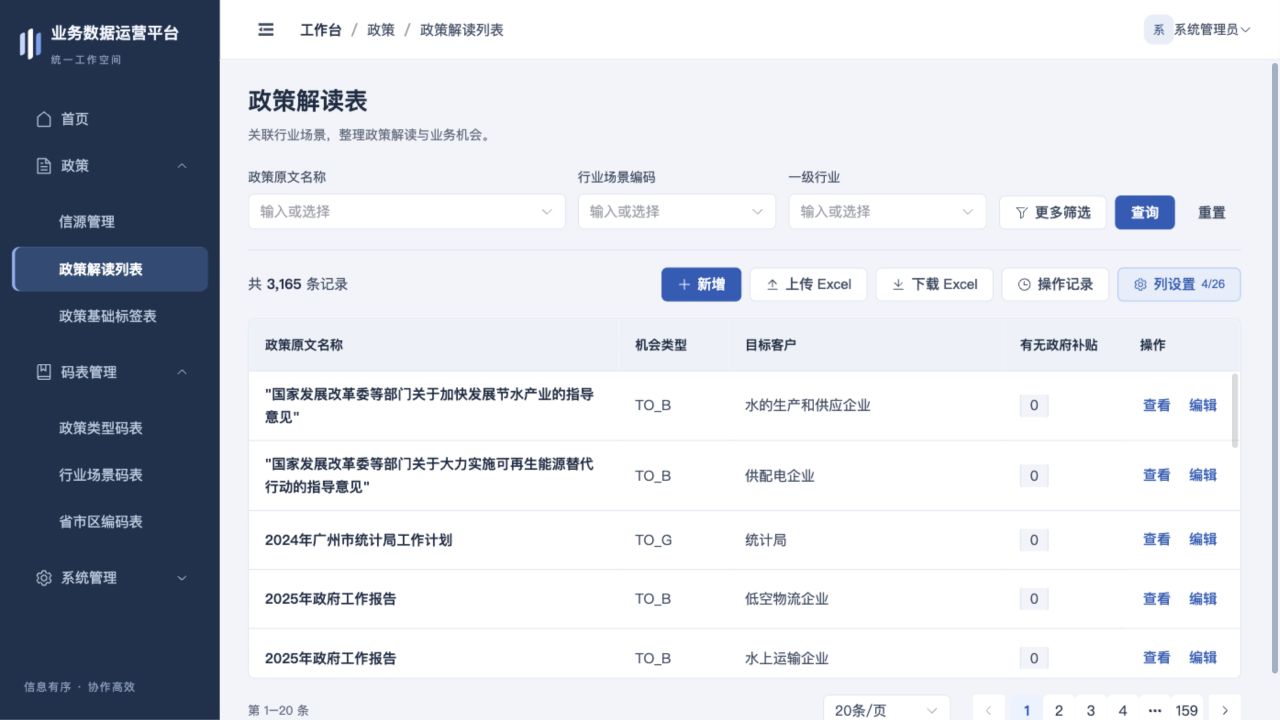 业务数据运营平台
统一工作空间
首页
政策
信源管理
政策解读列表
政策基础标签表
码表管理
政策类型码表
行业场景码表
省市区编码表
系统管理
信息有序 · 协作高效
工作台 / 政策 / 政策解读列表
系 系统管理员
政策解读表
关联行业场景，整理政策解读与业务机会。
政策原文名称 行业场景编码 一级行业
输入或选择 输入或选择 输入或选择 更多筛选 查询 重置
共 3,165 条记录 新增 上传 Excel 下载 Excel 操作记录 列设置 4/26
政策原文名称 机会类型 目标客户 有无政府补贴 操作
"国家发展改革委等部门关于加快发展节水产业的指导
意见" TO_B 水的生产和供应企业 0 查看 编辑
"国家发展改革委等部门关于大力实施可再生能源替代
行动的指导意见" TO_B 供配电企业 0 查看 编辑
2024年广州市统计局工作计划 TO_G 统计局 0 查看 编辑
2025年政府工作报告 TO_B 低空物流企业 0 查看 编辑
2025年政府工作报告 TO_B 水上运输企业 0 查看 编辑
第 1—20 条 20条/页 1 2 3 4 ••• 159